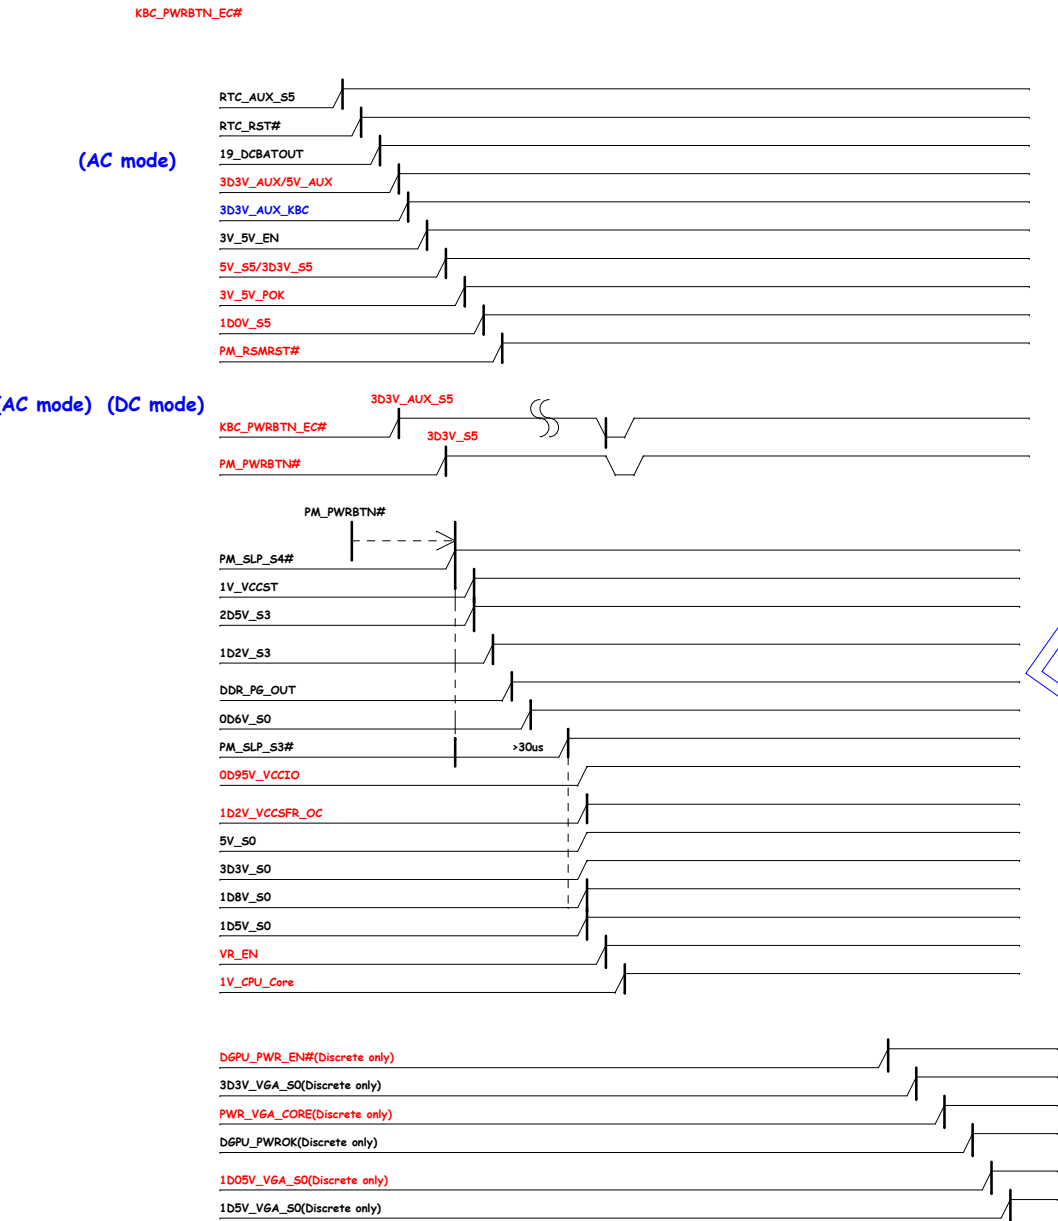 KBC_PWRBTN_EC#
RTC_AUX_S5
RTC_RST#
(AC mode)
19_DCBATOUT
3D3V_AUX/5V_AUX
3D3V_AUX_KBC
3V_5V_EN
5V_S5/3D3V_S5
3V_5V_POK
1D0V_S5
PM_RSMRST#
3D3V_AUX_S5
(AC mode) (DC mode)
KBC_PWRBTN_EC#
3D3V_S5
PM_PWRBTN#
PM_PWRBTN#
PM_SLP_S4#
1V_VCCST
2D5V_S3
1D2V_S3
DDR_PG_OUT
0D6V_S0
PM_SLP_S3# >30us
0D95V_VCCIO
1D2V_VCCSFR_OC
5V_S0
3D3V_S0
1D8V_S0
1D5V_S0
VR_EN
1V_CPU_Core
DGPU_PWR_EN#(Discrete only)
3D3V_VGA_S0(Discrete only)
PWR_VGA_CORE(Discrete only)
DGPU_PWROK(Discrete only)
1D05V_VGA_S0(Discrete only)
1D5V_VGA_S0(Discrete only)